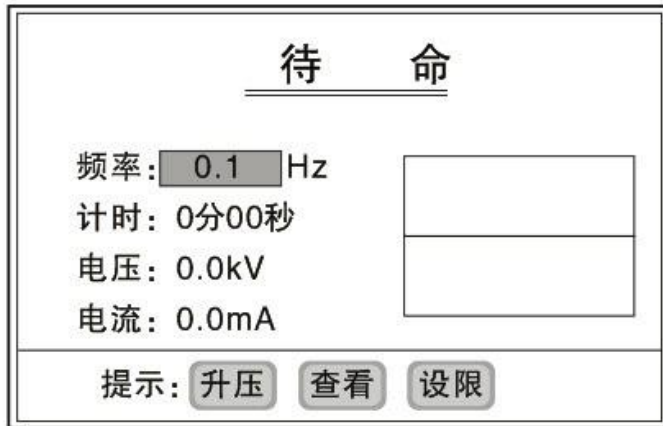 待 命
频率: 0.1 Hz
计时: 0分00秒
电压: 0.0kV
电流: 0.0mA
提示: 升压 查看 设限